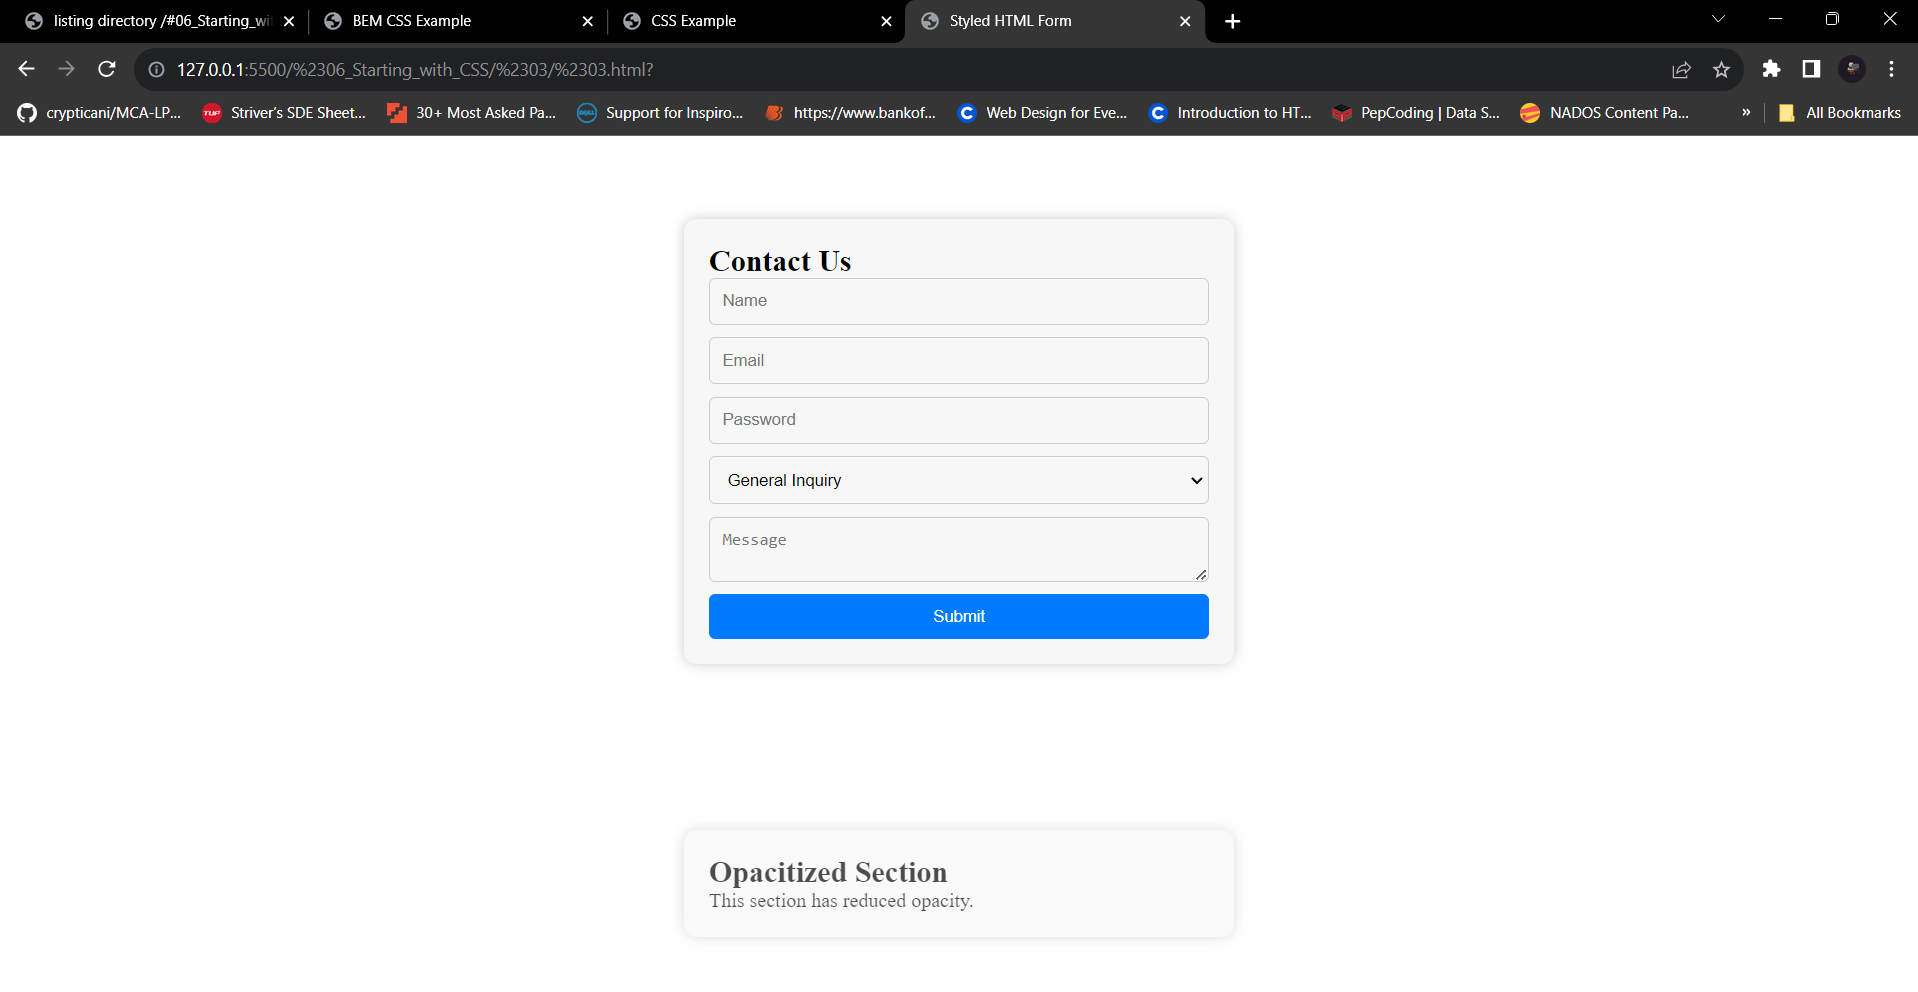 listing directory /#06_Starting_wi
BEM CSS Example
CSS Example
Styled HTML Form
127.0.0.1:5500/%2306_Starting_with_CSS/%2303/%2303.html?
crypticani/MCA-LP...
TUF
Striver's SDE Sheet...
30+ Most Asked Pa...
DELL
Support for Inspiro...
https://www.bankof...
C
Web Design for Eve...
C
Introduction to HT...
PepCoding | Data S...
NADOS Content Pa...
»
All Bookmarks
Contact Us
Name
Email
Password
General Inquiry
Message
Submit
Opacitized Section
This section has reduced opacity.